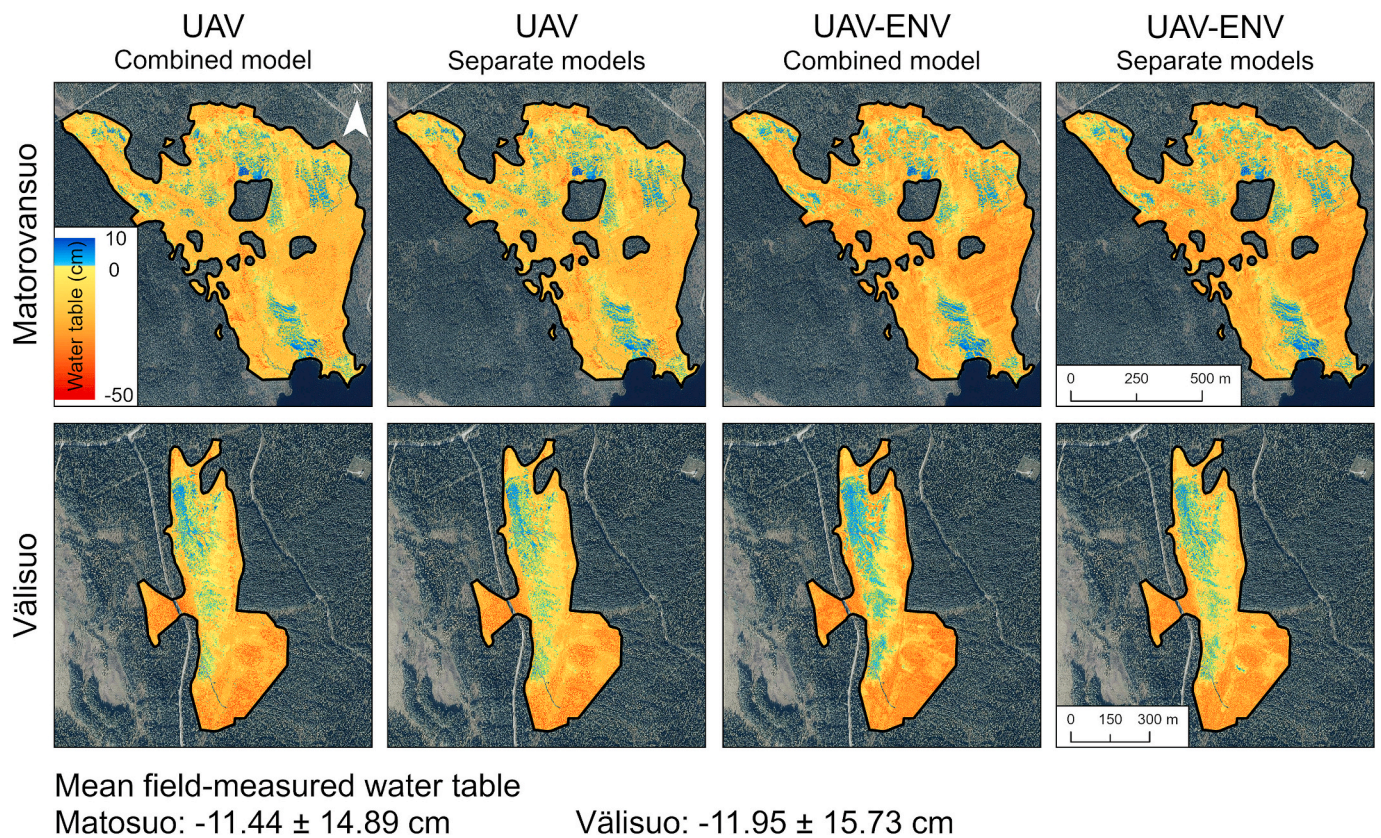 UAV
Combined model
UAV
Separate models
UAV-ENV
Combined model
UAV-ENV
Separate models
Matorovansuo
N
10
0
-50
Water table (cm)
0 250 500 m
Välisuo
0 150 300 m
Mean field-measured water table
Matosuo: -11.44 ± 14.89 cm
Välisuo: -11.95 ± 15.73 cm